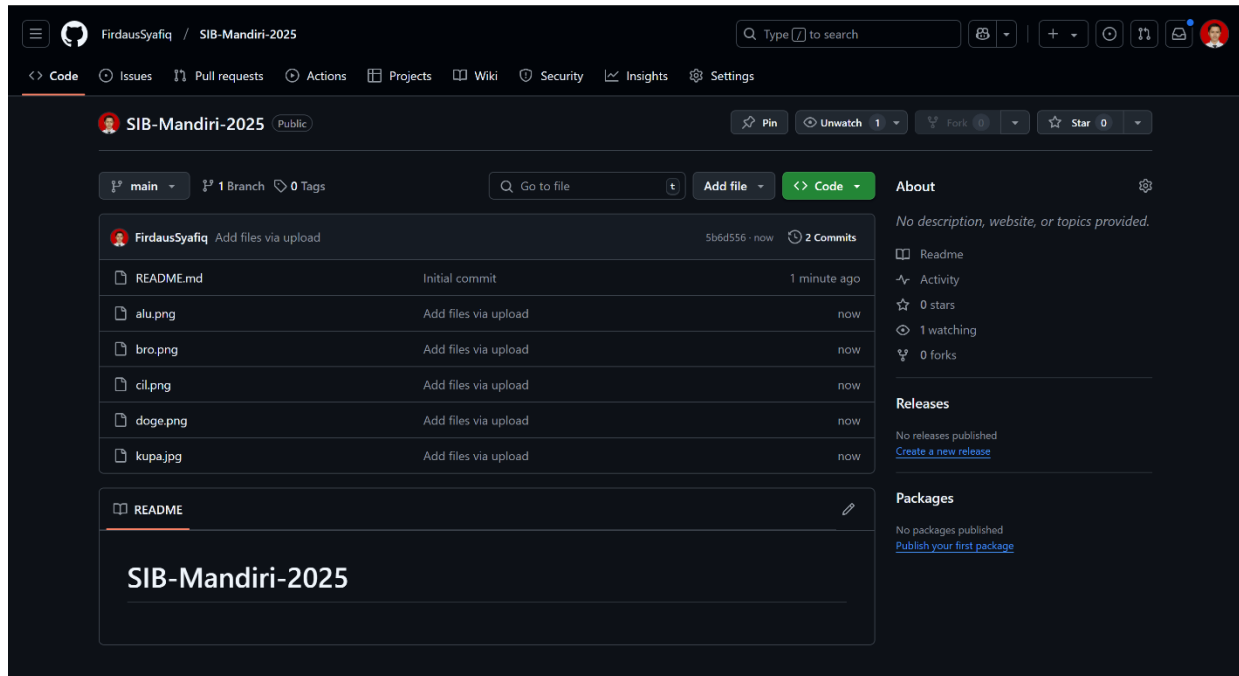 FirdausSyafiq / SIB-Mandiri-2025 Type / to search
Code Issues Pull requests Actions Projects Wiki Security Insights Settings
SIB-Mandiri-2025 Public Pin Unwatch 1 Fork 0 Star 0
main 1 Branch 0 Tags Go to file t Add file Code
FirdausSyafiq Add files via upload 5b6d556 · now 2 Commits
README.md Initial commit 1 minute ago
alu.png Add files via upload now
bro.png Add files via upload now
cil.png Add files via upload now
doge.png Add files via upload now
kupa.jpg Add files via upload now
README
SIB-Mandiri-2025
About
No description, website, or topics provided.
Readme
Activity
0 stars
1 watching
0 forks
Releases
No releases published
Create a new release
Packages
No packages published
Publish your first package